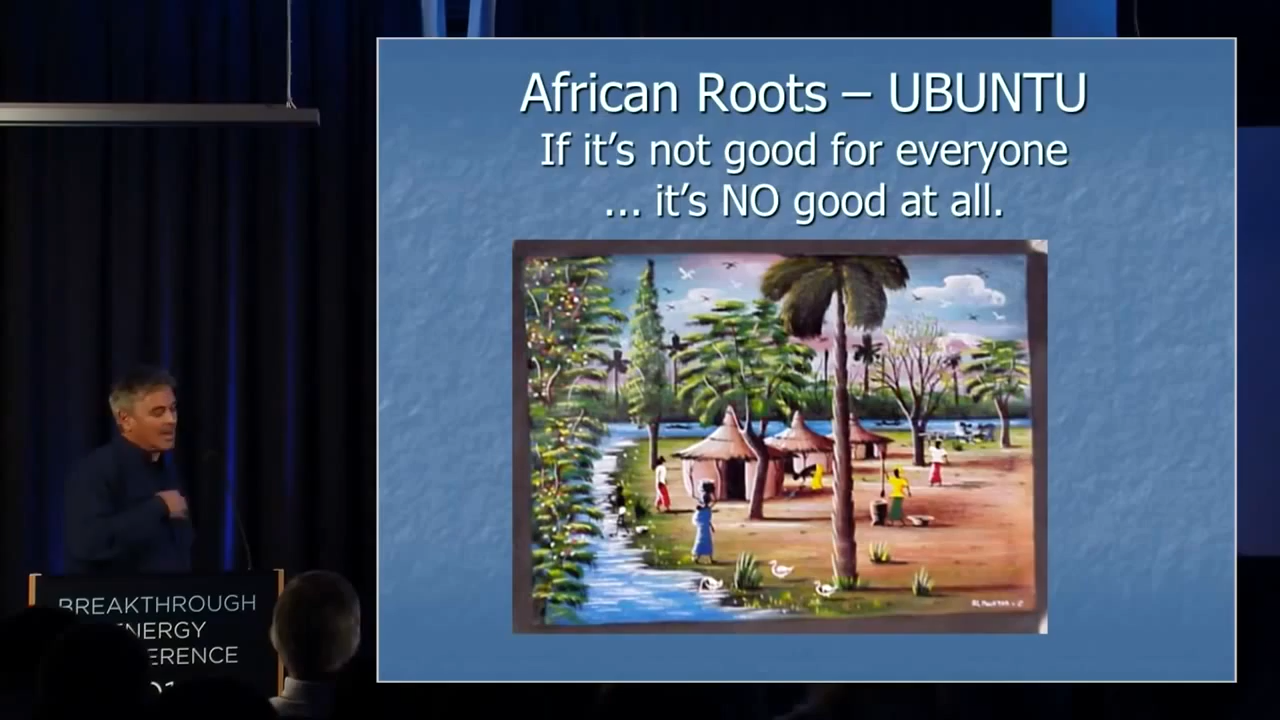 African Roots – UBUNTU
If it's not good for everyone
... it's NO good at all.
BREAKTHROUGH
ENERGY